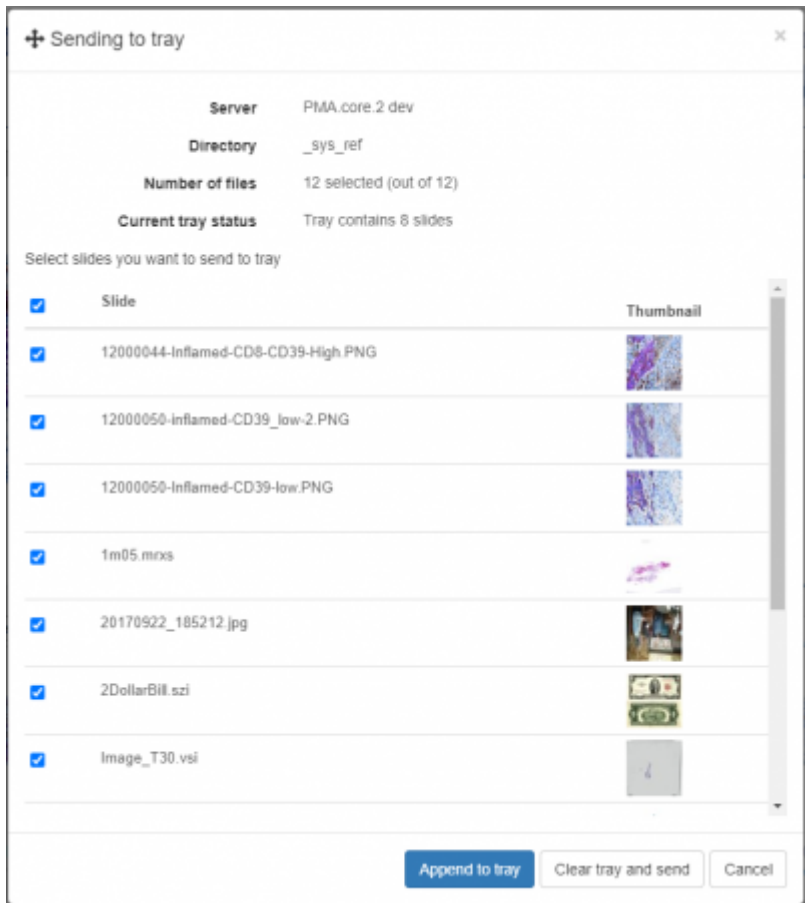 Sending to tray
×
Server PMA.core.2 dev
Directory _sys_ref
Number of files 12 selected (out of 12)
Current tray status Tray contains 8 slides
Select slides you want to send to tray
Slide Thumbnail
12000044-Inflamed-CD8-CD39-High.PNG
12000050-inflamed-CD39_low-2.PNG
12000050-Inflamed-CD39-low.PNG
1m05.mrxs
20170922_185212.jpg
2DollarBill.szi
Image_T30.vsi
Append to tray Clear tray and send Cancel